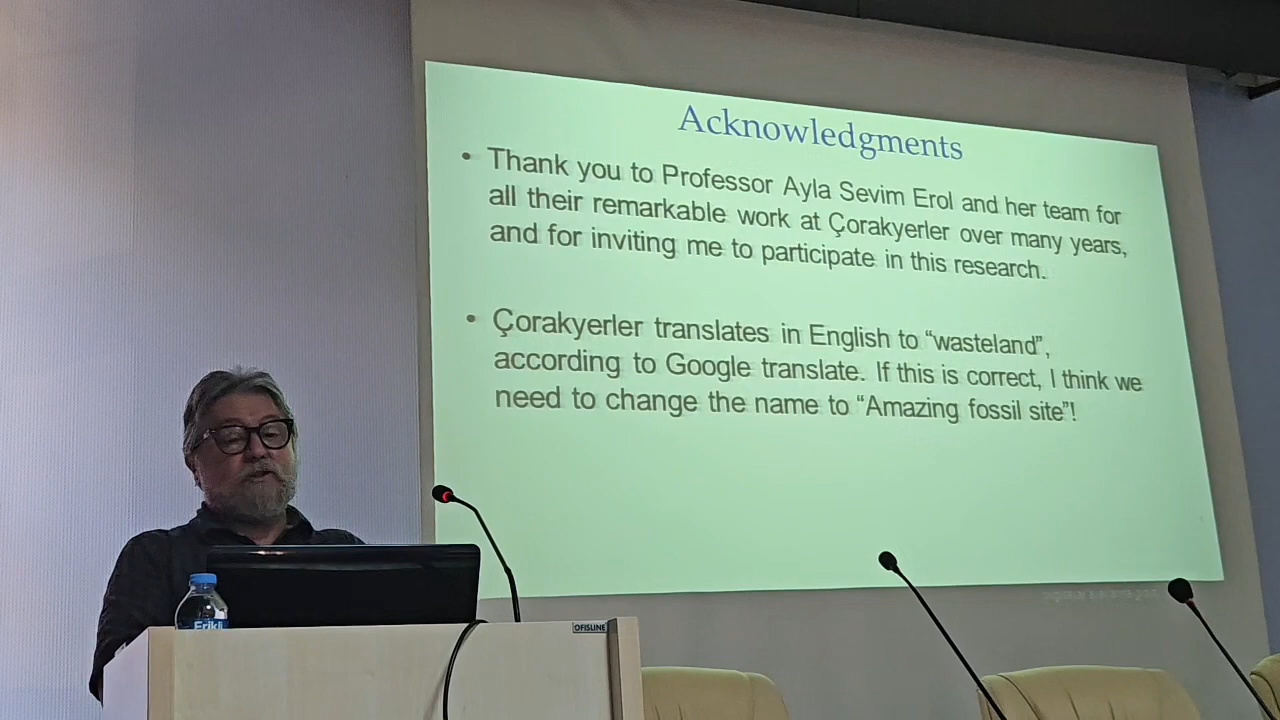 Acknowledgments
• Thank you to Professor Ayla Sevim Erol and her team for
all their remarkable work at Çorakyerler over many years,
and for inviting me to participate in this research.
• Çorakyerler translates in English to “wasteland”,
according to Google translate. If this is correct, I think we
need to change the name to “Amazing fossil site”!
Erikli
OFISLINE